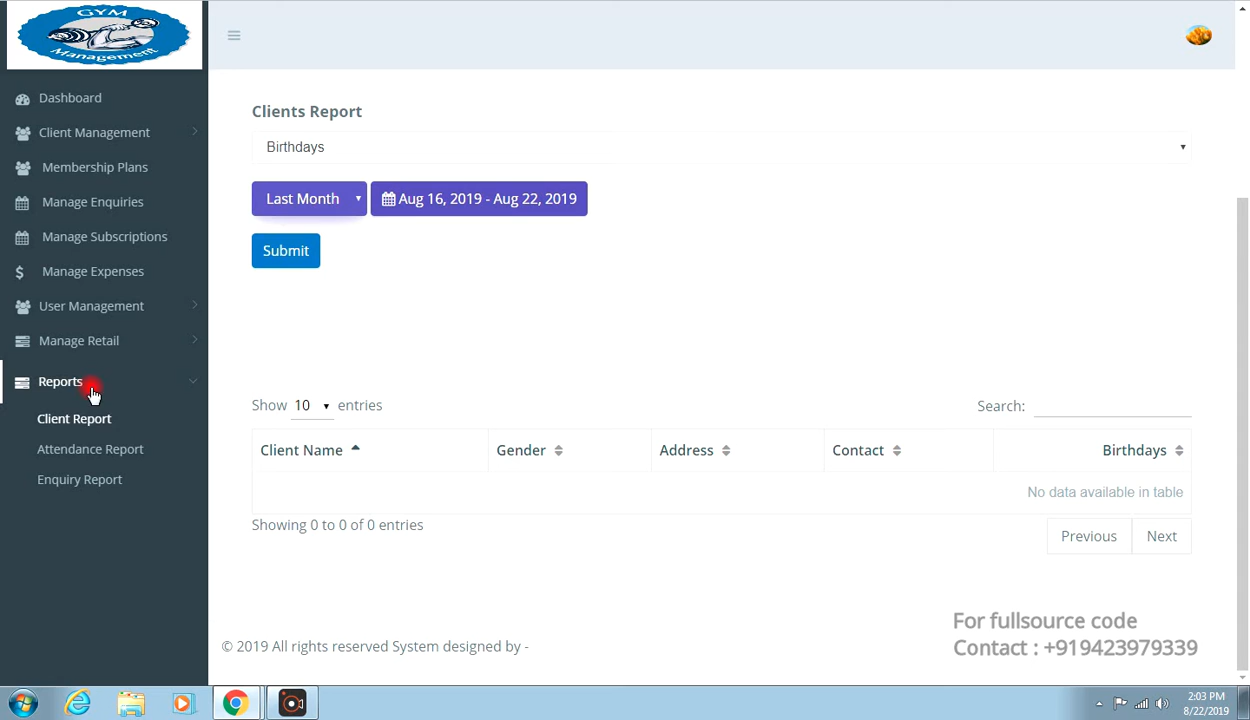 GYM
Management
Dashboard
Client Management
Membership Plans
Manage Enquiries
Manage Subscriptions
$ Manage Expenses
User Management
Manage Retail
Reports
Client Report
Attendance Report
Enquiry Report
Clients Report
Birthdays
Last Month Aug 16, 2019 - Aug 22, 2019
Submit
Show 10 entries Search:
Client Name Gender Address Contact Birthdays
No data available in table
Showing 0 to 0 of 0 entries
Previous Next
For fullsource code
Contact : +919423979339
© 2019 All rights reserved System designed by -
2:03 PM
8/22/2019